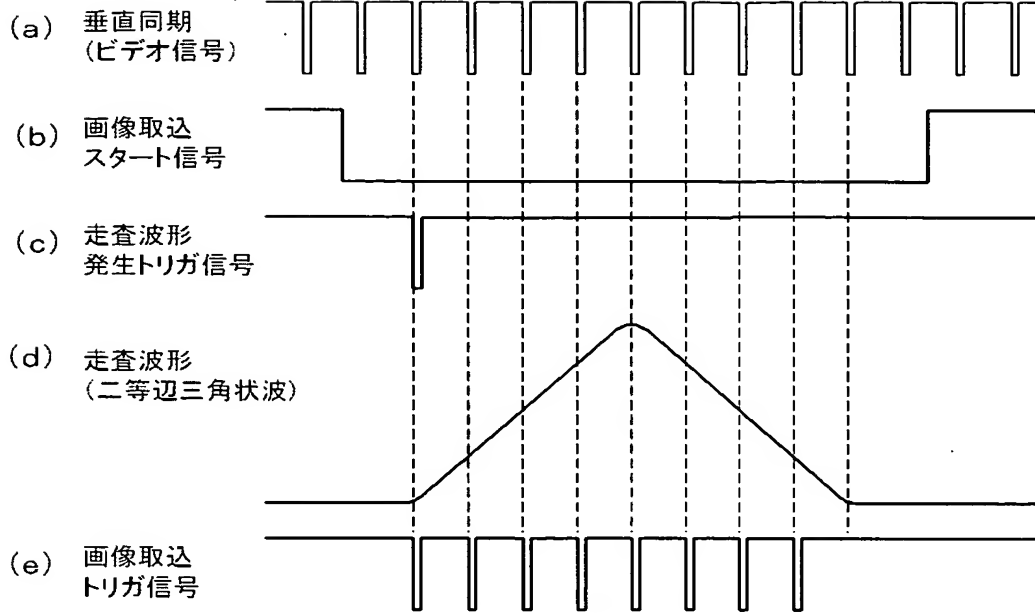 (a) 垂直同期
(ビデオ信号)
(b) 画像取込
スタート信号
(c) 走査波形
発生トリガ信号
(d) 走査波形
(二等辺三角状波)
(e) 画像取込
トリガ信号